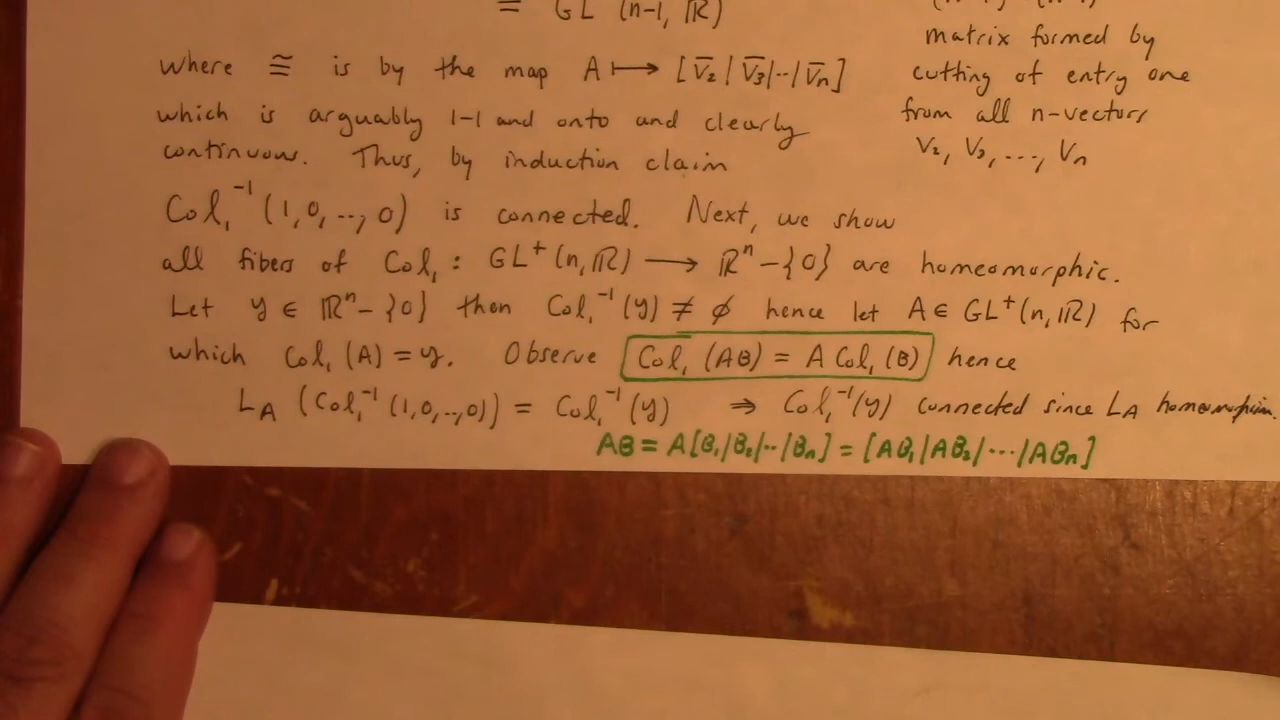 = GL (n-1, ℝ)
where ≅ is by the map A ⟼ [V̄₂ | V̄₃ | ·· | V̄ₙ]
which is arguably 1-1 and onto and clearly
continuous. Thus, by induction claim
matrix formed by
cutting of entry one
from all n-vectors
V₂, V₃, ..., Vₙ
Col₁⁻¹ (1,0,..,0) is connected. Next, we show
all fibers of Col₁ : GL⁺(n,ℝ) ⟶ ℝⁿ-{0} are homeomorphic.
Let y ∈ ℝⁿ-{0} then Col₁⁻¹(y) ≠ ∅ hence let A ∈ GL⁺(n,ℝ) for
which Col₁ (A) = y. Observe Col₁ (AB) = A Col₁ (B) hence
L_A (Col₁⁻¹ (1,0,..,0)) = Col₁⁻¹(y) ⇒ Col₁⁻¹(y) connected since L_A
AB = A[B₁|B₂|··|Bₙ] = [AB₁|AB₂|···|ABₙ]